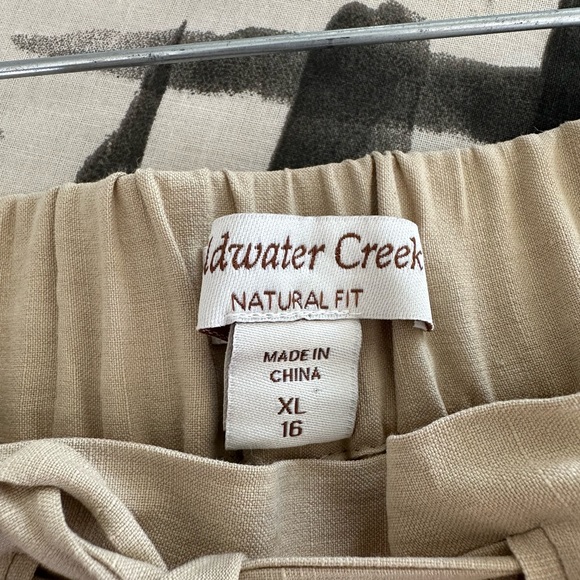 ldwater Creek
NATURAL FIT
MADE IN
CHINA
XL
16